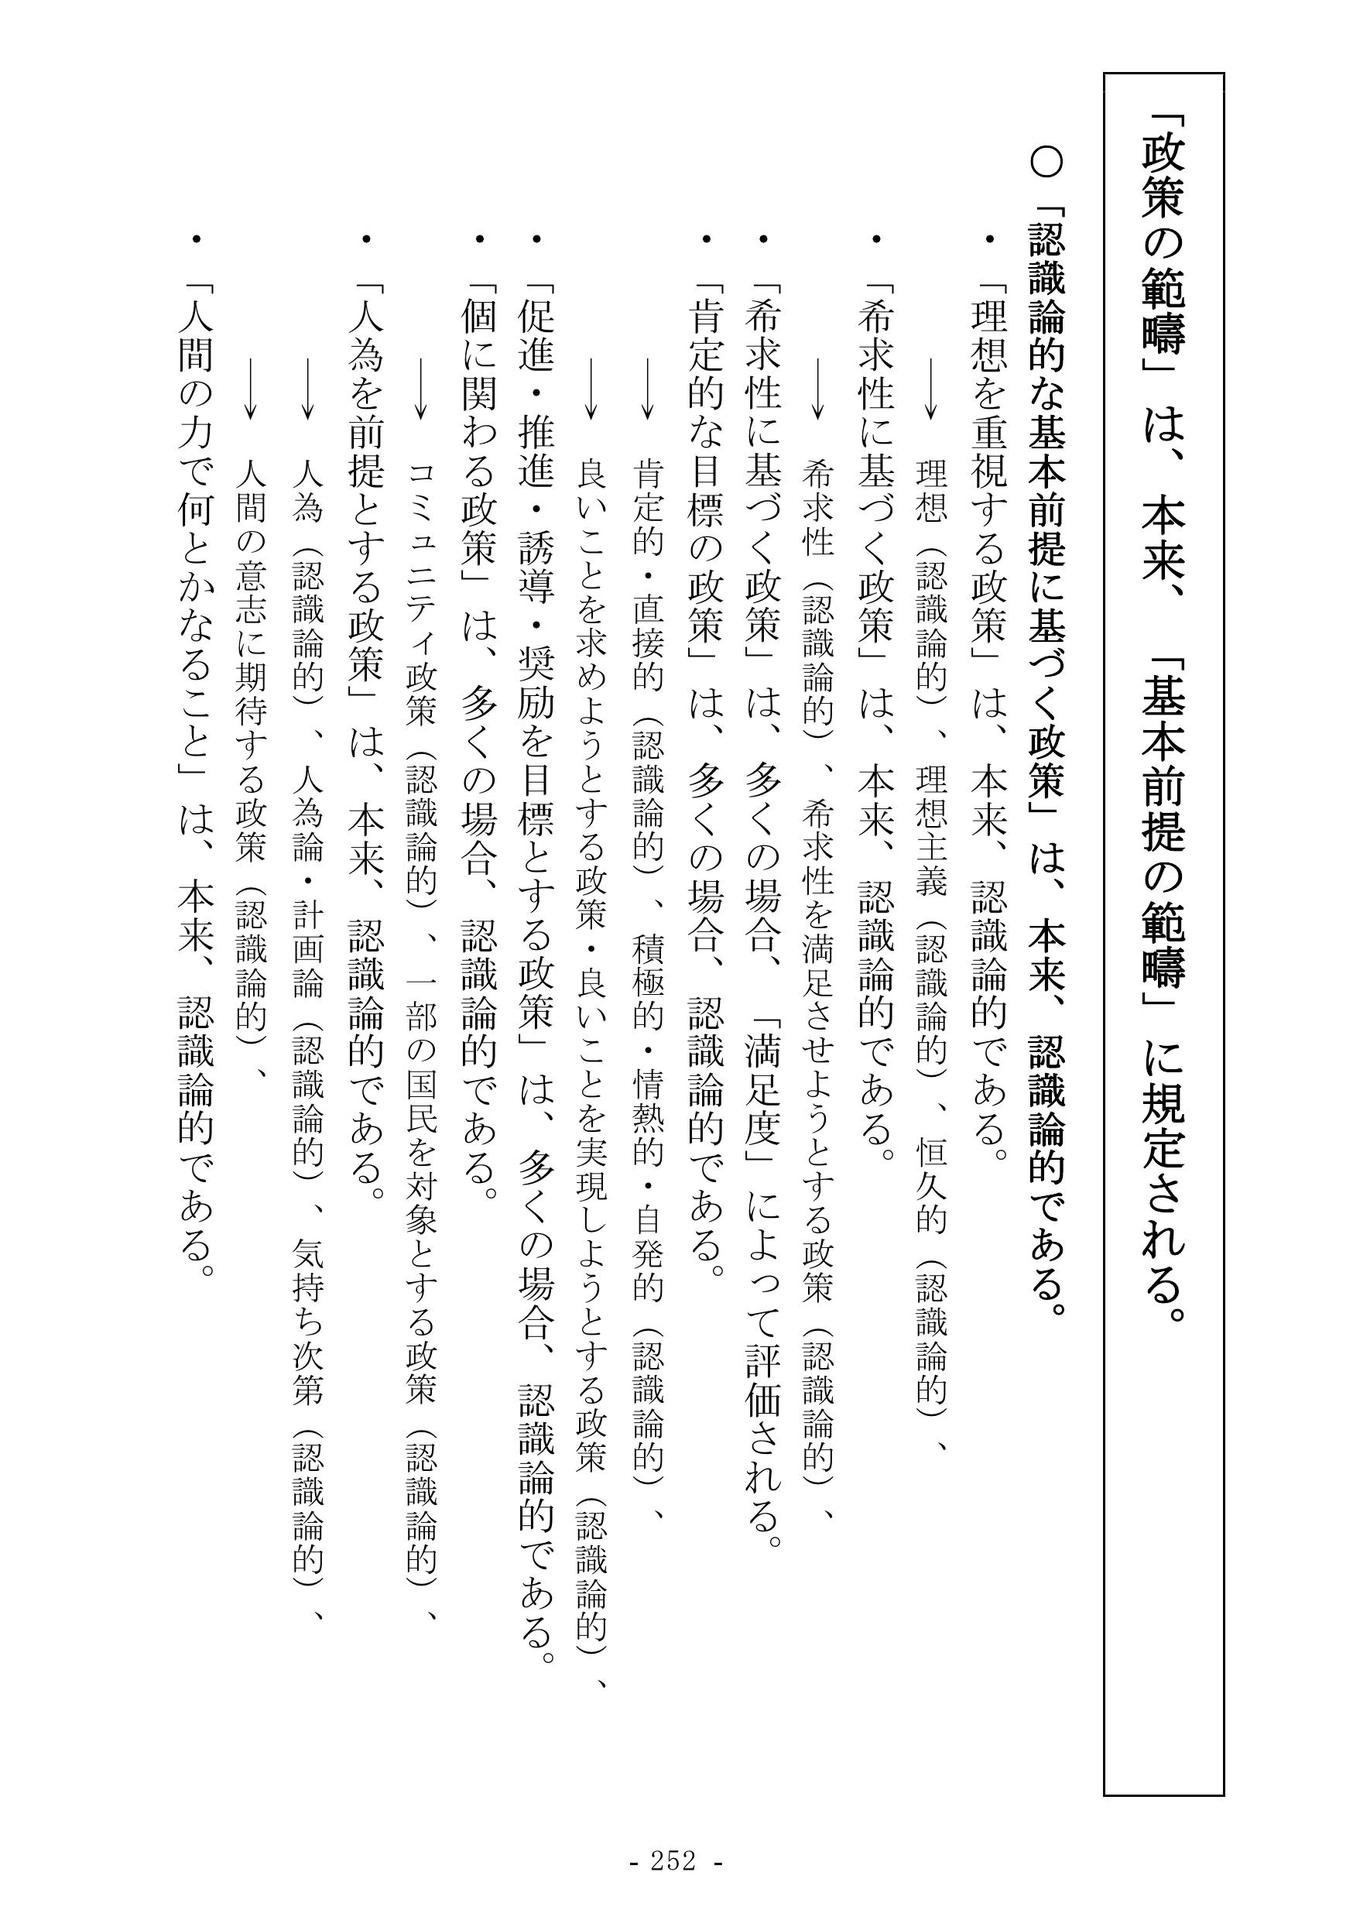 「政策の範疇」は、本来、「基本前提の範疇」に規定される。
○「認識論的な基本前提に基づく政策」は、本来、認識論的である。
・「理想を重視する政策」は、本来、認識論的である。
→ 理想（認識論的）、理想主義（認識論的）、恒久的（認識論的）、
・「希求性に基づく政策」は、本来、認識論的である。
→ 希求性（認識論的）、希求性を満足させようとする政策（認識論的）、
・「希求性に基づく政策」は、多くの場合、「満足度」によって評価される。
・「肯定的な目標の政策」は、多くの場合、認識論的である。
→ 肯定的・直接的（認識論的）、積極的・情熱的・自発的（認識論的）、
→ 良いことを求めようとする政策・良いことを実現しようとする政策（認識論的）、
・「促進・推進・誘導・奨励を目標とする政策」は、多くの場合、認識論的である。
・「個に関わる政策」は、多くの場合、認識論的である。
→ コミュニティ政策（認識論的）、一部の国民を対象とする政策（認識論的）、
・「人為を前提とする政策」は、本来、認識論的である。
→ 人為（認識論的）、人為論・計画論（認識論的）、気持ち次第（認識論的）、
→ 人間の意志に期待する政策（認識論的）、
・「人間の力で何とかなること」は、本来、認識論的である。
- 252 -